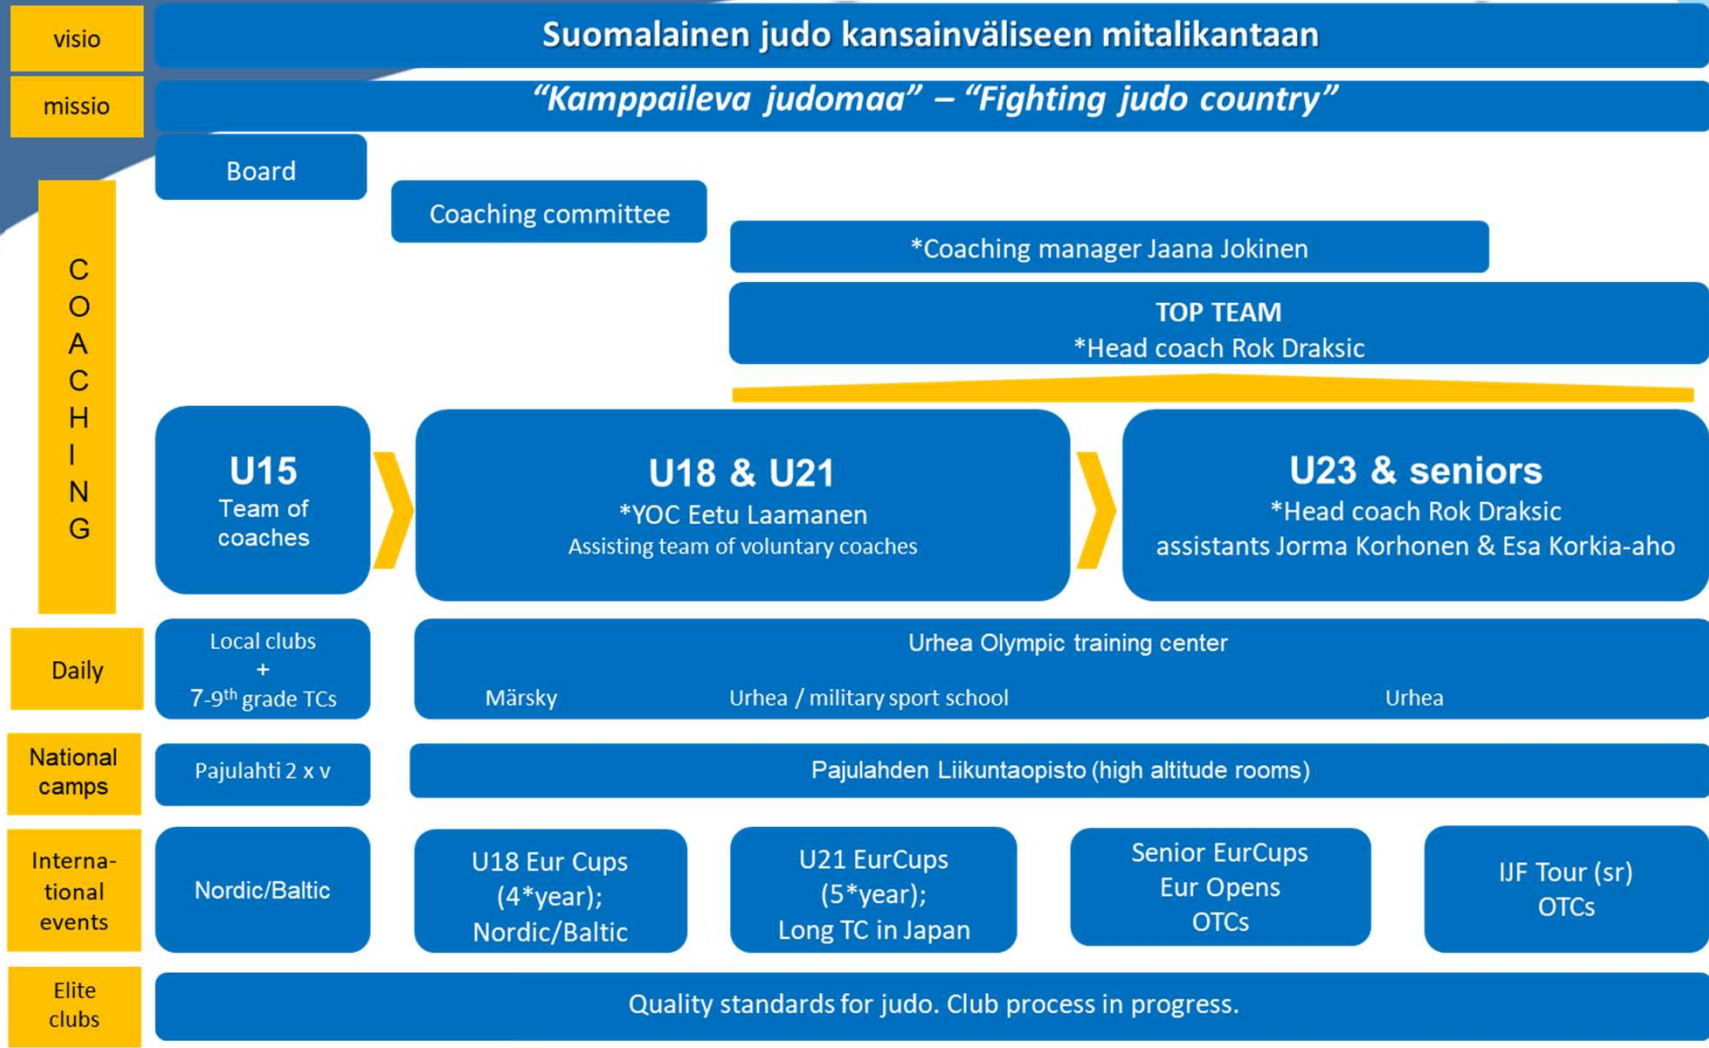 visio
Suomalainen judo kansainväliseen mitalikantaan
missio
“Kamppaileva judomaa” – “Fighting judo country”
Board
Coaching committee
*Coaching manager Jaana Jokinen
TOP TEAM
*Head coach Rok Draksic
COACHING
U15
Team of
coaches
U18 & U21
*YOC Eetu Laamanen
Assisting team of voluntary coaches
U23 & seniors
*Head coach Rok Draksic
assistants Jorma Korhonen & Esa Korkia-aho
Daily
Local clubs
+
7-9th grade TCs
Urhea Olympic training center
Märsky
Urhea / military sport school
Urhea
National
camps
Pajulahti 2 x v
Pajulahden Liikuntaopisto (high altitude rooms)
Interna-
tional
events
Nordic/Baltic
U18 Eur Cups
(4*year);
Nordic/Baltic
U21 EurCups
(5*year);
Long TC in Japan
Senior EurCups
Eur Opens
OTCs
IJF Tour (sr)
OTCs
Elite
clubs
Quality standards for judo. Club process in progress.